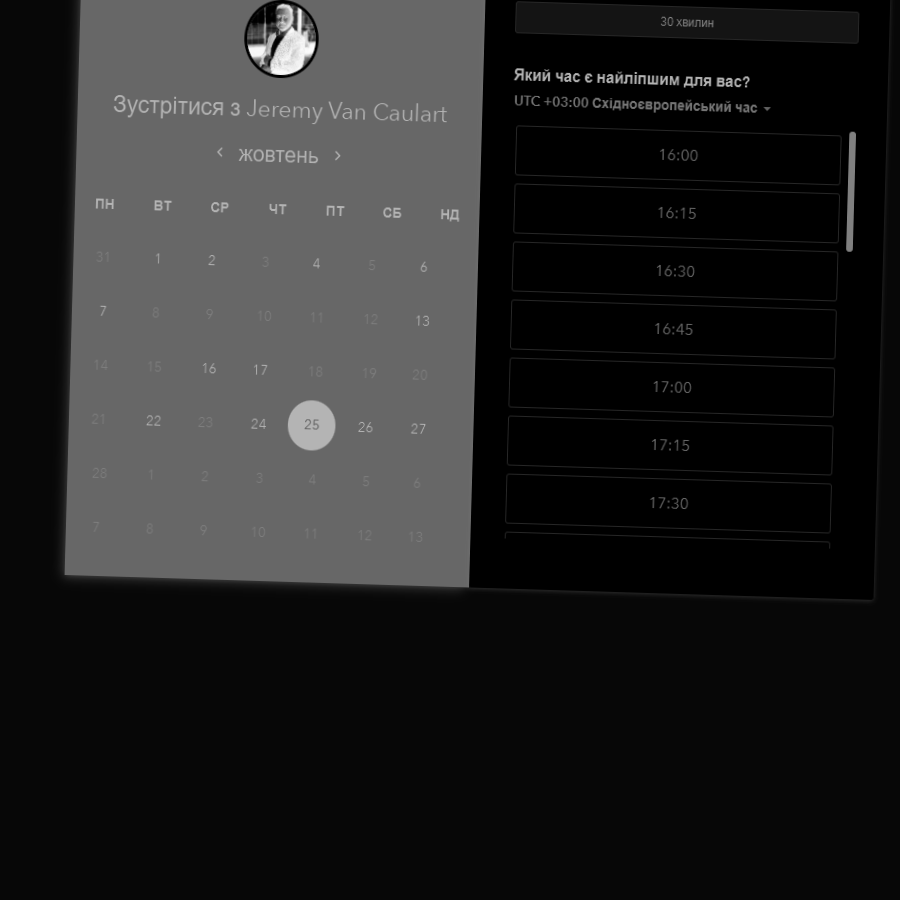 Зустрітися з Jeremy Van Caulart
‹ жовтень ›
ПН ВТ СР ЧТ ПТ СБ НД
31 1 2 3 4 5 6
7 8 9 10 11 12 13
14 15 16 17 18 19 20
21 22 23 24 25 26 27
28 1 2 3 4 5 6
7 8 9 10 11 12 13
30 хвилин
Який час є найліпшим для вас?
UTC +03:00 Східноєвропейський час
16:00
16:15
16:30
16:45
17:00
17:15
17:30